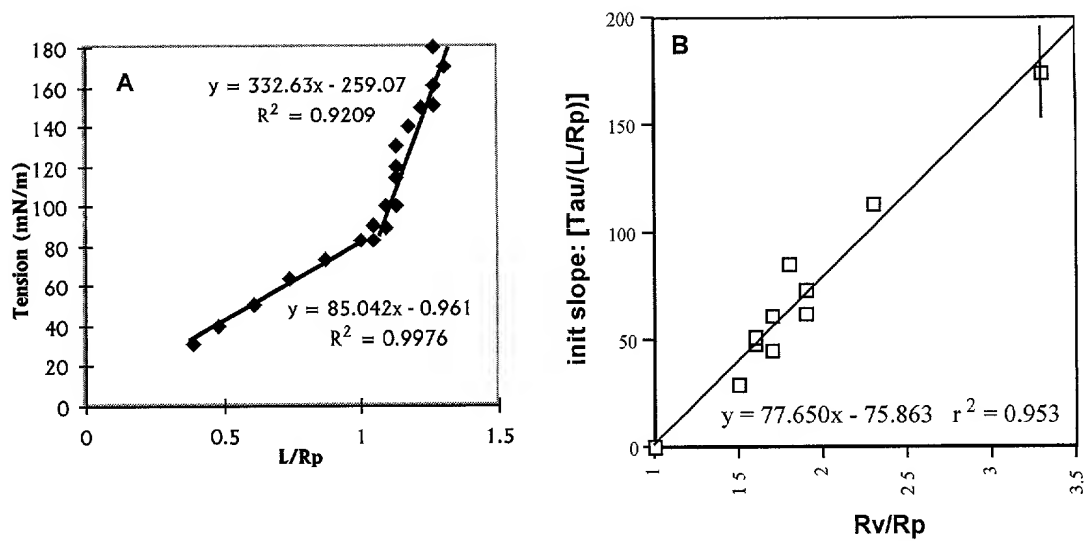 A
y = 332.63x - 259.07
R² = 0.9209
y = 85.042x - 0.961
R² = 0.9976
Tension (mN/m)
180
160
140
120
100
80
60
40
20
0
0 0.5 1 1.5
L/Rp
B
init slope: [Tau/(L/Rp)]
200
150
100
50
0
y = 77.650x - 75.863 r² = 0.953
1 1 5 2 2.5 3 3.5
Rv/Rp